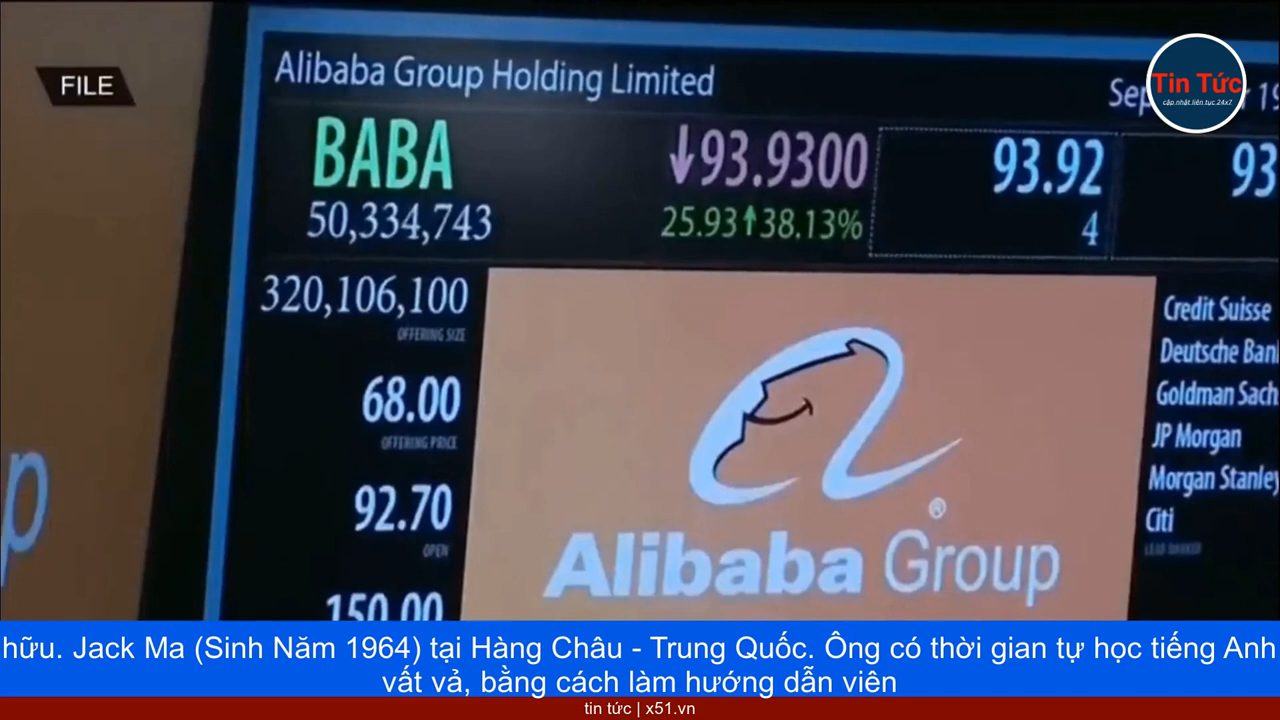 FILE
Alibaba Group Holding Limited
Tin Tức
cập nhật liên tục 24x7
BABA
↓93.9300
93.92
93
50,334,743
25.93↑38.13%
4
320,106,100
OFFERING SIZE
68.00
OFFERING PRICE
92.70
OPEN
150.00
Alibaba Group
®
Credit Suisse
Deutsche Ban
Goldman Sach
JP Morgan
Morgan Stanley
Citi
hữu. Jack Ma (Sinh Năm 1964) tại Hàng Châu - Trung Quốc. Ông có thời gian tự học tiếng Anh
vất vả, bằng cách làm hướng dẫn viên
tin tức | x51.vn